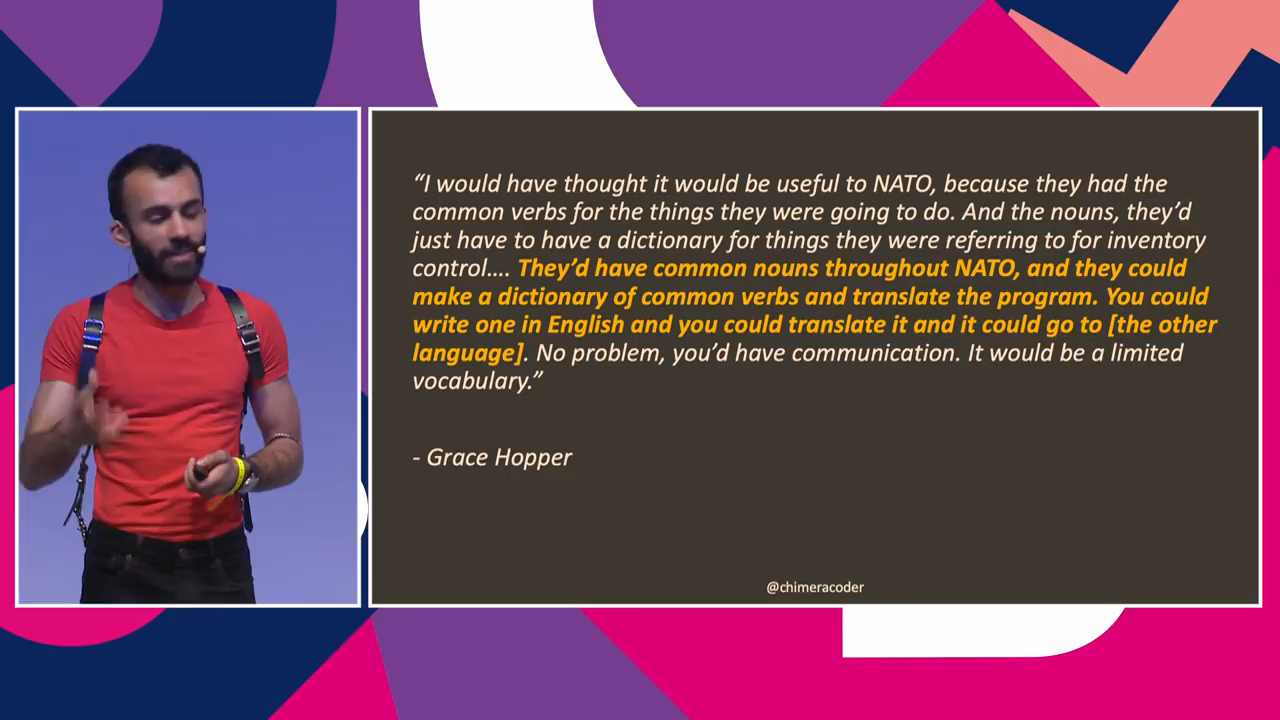 “I would have thought it would be useful to NATO, because they had the
common verbs for the things they were going to do. And the nouns, they’d
just have to have a dictionary for things they were referring to for inventory
control.... They’d have common nouns throughout NATO, and they could
make a dictionary of common verbs and translate the program. You could
write one in English and you could translate it and it could go to [the other
language]. No problem, you’d have communication. It would be a limited
vocabulary.”
- Grace Hopper
@chimeracoder